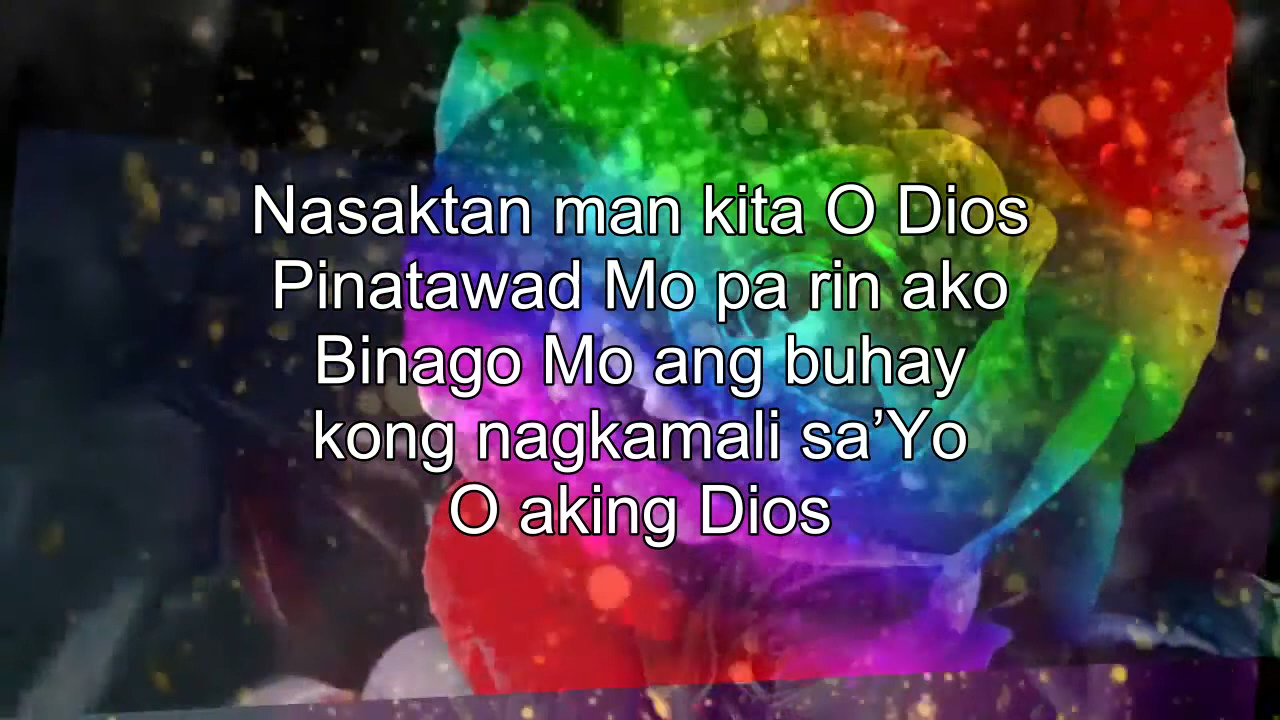 Nasaktan man kita O Dios
Pinatawad Mo pa rin ako
Binago Mo ang buhay
kong nagkamali sa’Yo
O aking Dios